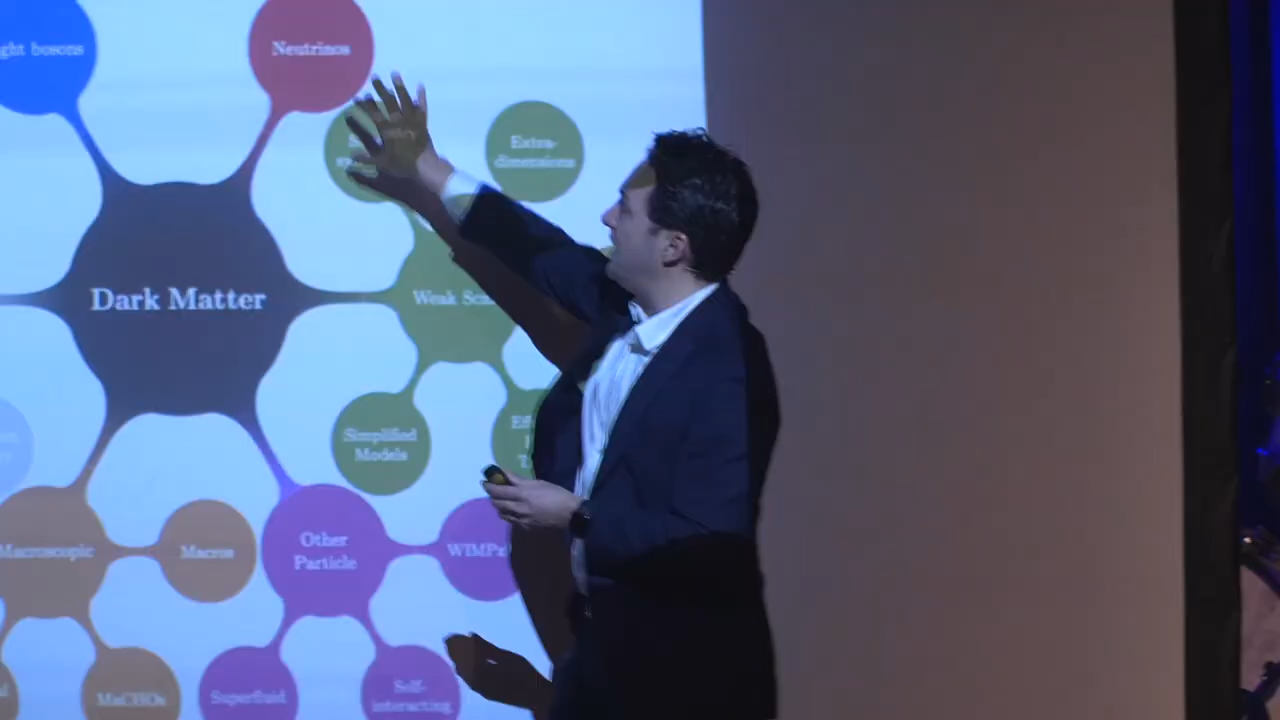 ght bosons
Neutrinos
Extra-
dimensions
Dark Matter
Weak Sc
Simplified
Models
Macroscopic
Macros
Other
Particle
WIMPz
MaCHOs
Superfluid
Self-
interacting